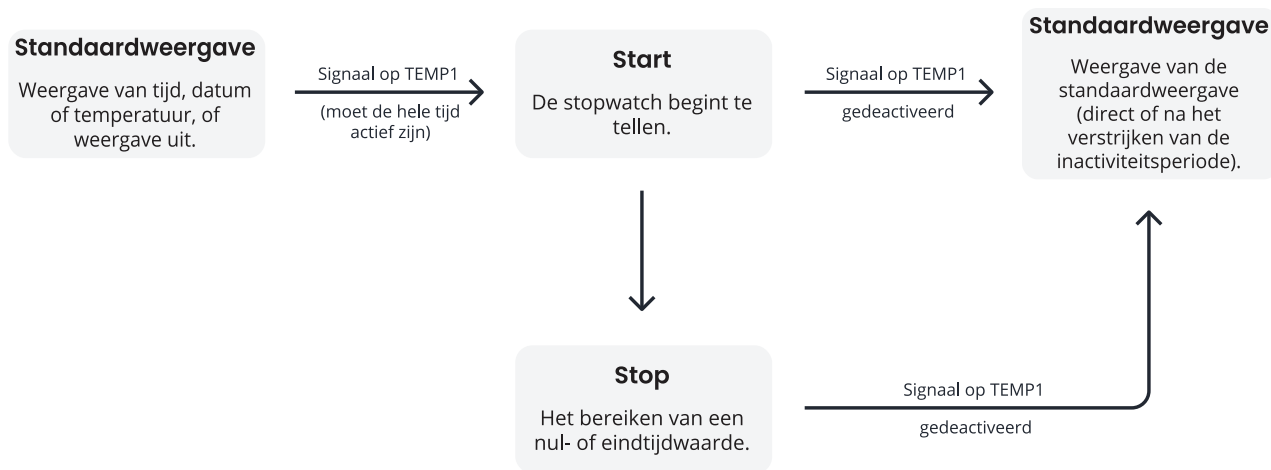 Standaardweergave
Weergave van tijd, datum
of temperatuur, of
weergave uit.
Signaal op TEMP1
(moet de hele tijd
actief zijn)
Start
De stopwatch begint te
tellen.
Signaal op TEMP1
gedeactiveerd
Standaardweergave
Weergave van de
standaardweergave
(direct of na het
verstrijken van de
inactiviteitsperiode).
Stop
Het bereiken van een
nul- of eindtijdwaarde.
Signaal op TEMP1
gedeactiveerd